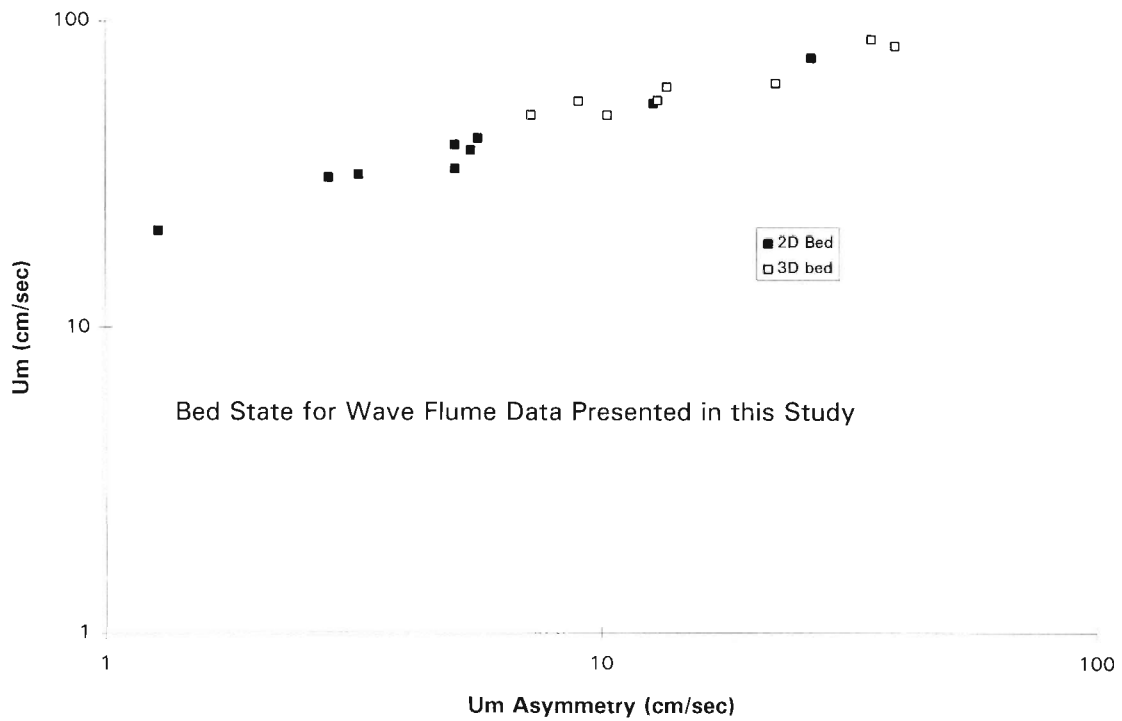 100
2D Bed
3D bed
Um (cm/sec)
10
Bed State for Wave Flume Data Presented in this Study
1
1
10
100
Um Asymmetry (cm/sec)